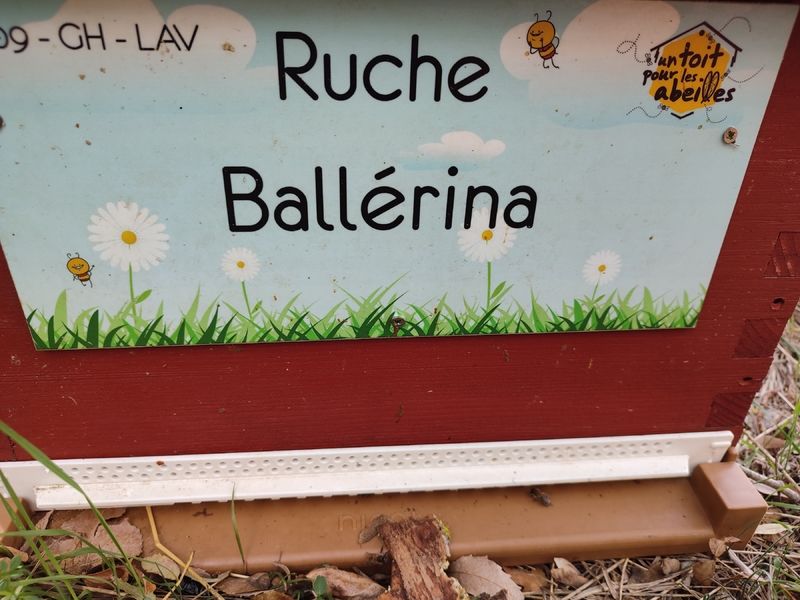 09 - GH - LAV
Ruche
Ballérina
un toit
pour les
abeilles